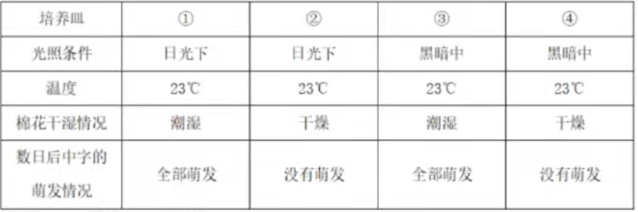 培养皿 ① ② ③ ④
光照条件 日光下 日光下 黑暗中 黑暗中
温度 23℃ 23℃ 23℃ 23℃
棉花干湿情况 潮湿 干燥 潮湿 干燥
数日后中字的
萌发情况 全部萌发 没有萌发 全部萌发 没有萌发